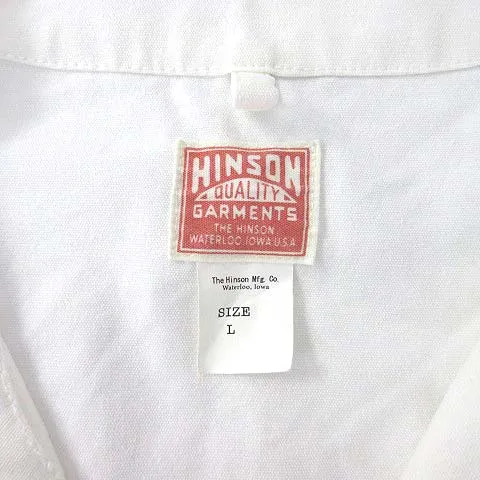 HINSON
QUALITY
GARMENTS
THE HINSON
WATERLOO IOWA U.S.A
The Hinson Mfg. Co.
Waterloo, Iowa
SIZE
L